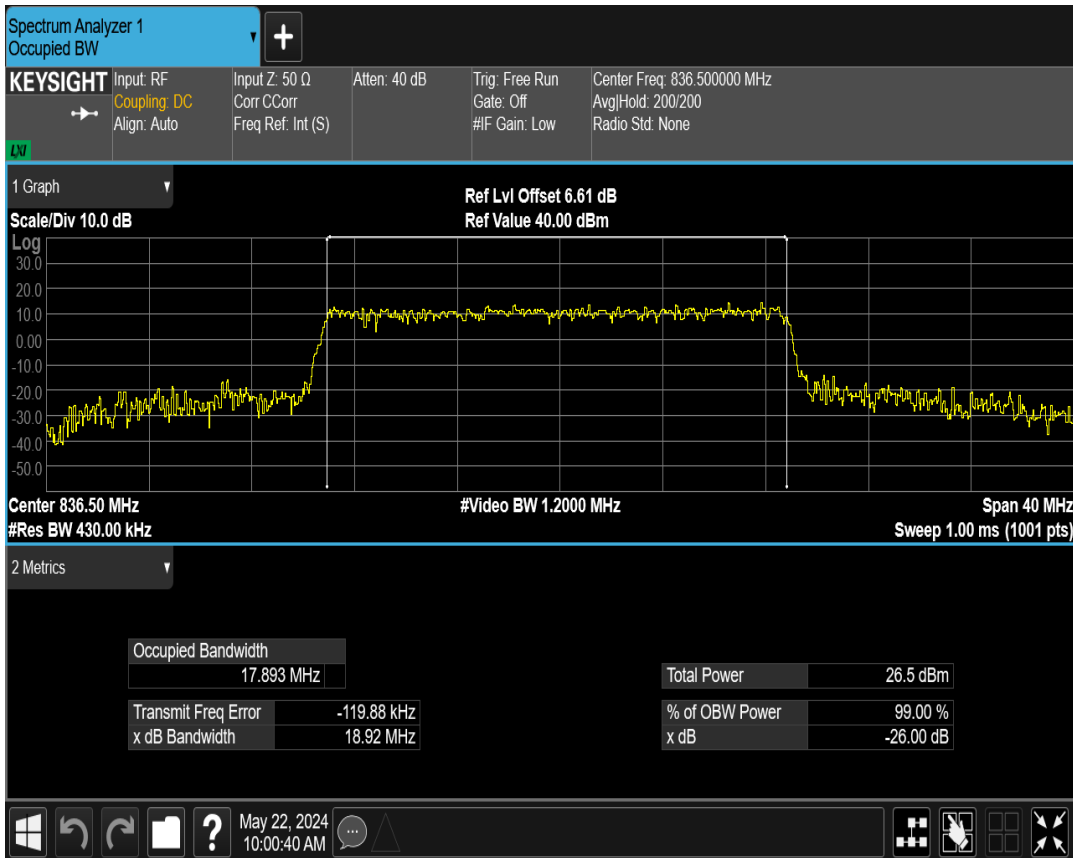 Spectrum Analyzer 1
Occupied BW
+
KEYSIGHT
LXI
Input: RF
Coupling: DC
Align: Auto
Input Z: 50 Ω
Corr CCorr
Freq Ref: Int (S)
Atten: 40 dB
Trig: Free Run
Gate: Off
#IF Gain: Low
Center Freq: 836.500000 MHz
Avg|Hold: 200/200
Radio Std: None
1 Graph
Scale/Div 10.0 dB
Ref Lvl Offset 6.61 dB
Ref Value 40.00 dBm
Log
30.0
20.0
10.0
0.00
-10.0
-20.0
-30.0
-40.0
-50.0
Center 836.50 MHz
#Video BW 1.2000 MHz
Span 40 MHz
#Res BW 430.00 kHz
Sweep 1.00 ms (1001 pts)
2 Metrics
Occupied Bandwidth
17.893 MHz
Total Power 26.5 dBm
Transmit Freq Error -119.88 kHz
% of OBW Power 99.00 %
x dB Bandwidth 18.92 MHz
x dB -26.00 dB
?
May 22, 2024
10:00:40 AM